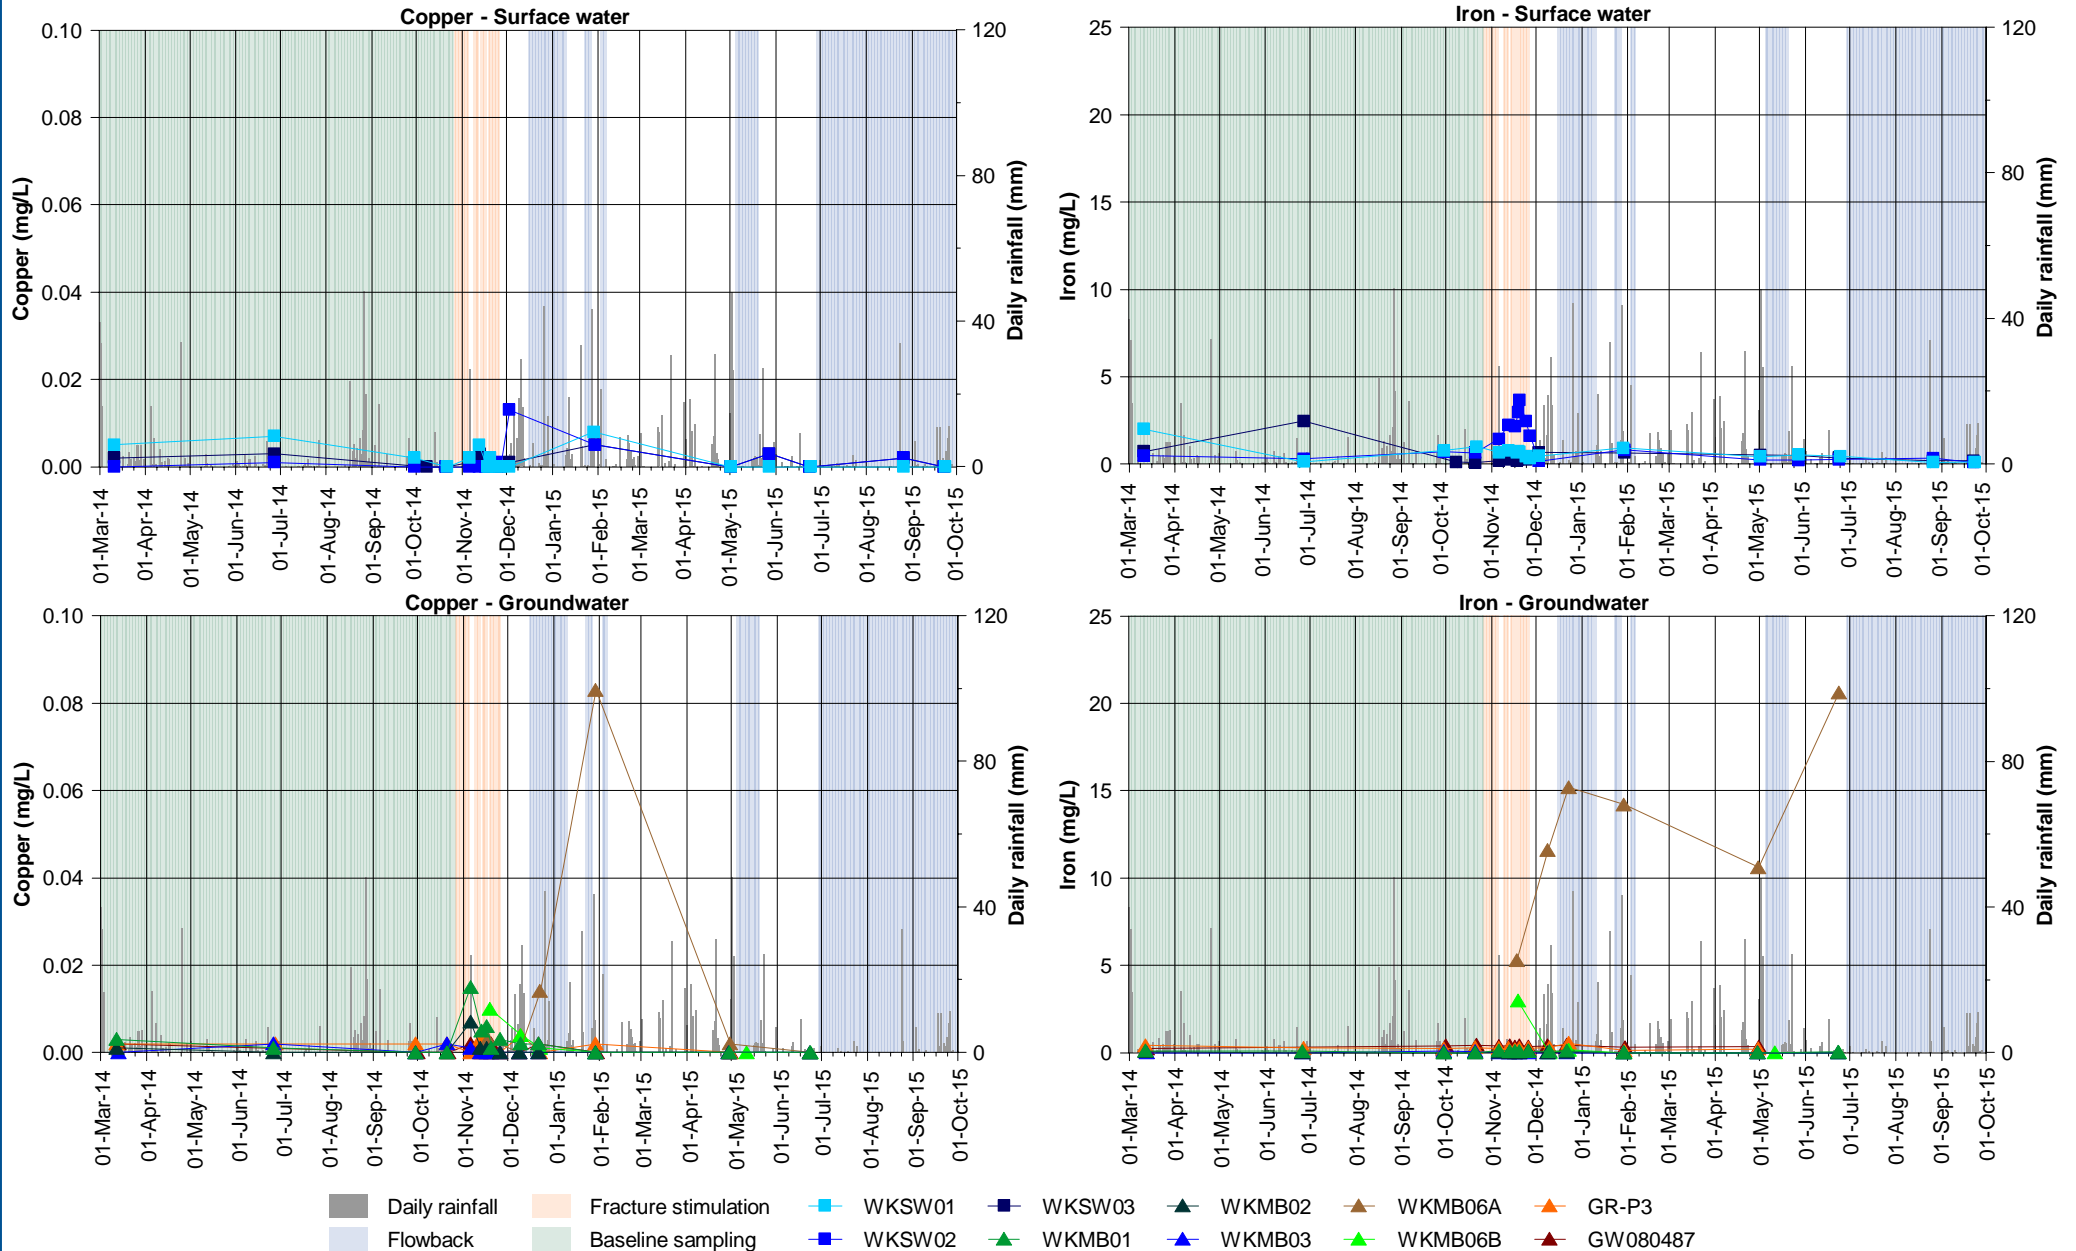 Copper - Surface water
0.10
0.08
0.06
0.04
0.02
0.00
Copper (mg/L)
120
80
40
0
Daily rainfall (mm)
01-Mar-14
01-Apr-14
01-May-14
01-Jun-14
01-Jul-14
01-Aug-14
01-Sep-14
01-Oct-14
01-Nov-14
01-Dec-14
01-Jan-15
01-Feb-15
01-Mar-15
01-Apr-15
01-May-15
01-Jun-15
01-Jul-15
01-Aug-15
01-Sep-15
01-Oct-15
Iron - Surface water
25
20
15
10
5
0
Iron (mg/L)
120
80
40
0
Daily rainfall (mm)
01-Mar-14
01-Apr-14
01-May-14
01-Jun-14
01-Jul-14
01-Aug-14
01-Sep-14
01-Oct-14
01-Nov-14
01-Dec-14
01-Jan-15
01-Feb-15
01-Mar-15
01-Apr-15
01-May-15
01-Jun-15
01-Jul-15
01-Aug-15
01-Sep-15
01-Oct-15
Copper - Groundwater
0.10
0.08
0.06
0.04
0.02
0.00
Copper (mg/L)
120
80
40
0
Daily rainfall (mm)
01-Mar-14
01-Apr-14
01-May-14
01-Jun-14
01-Jul-14
01-Aug-14
01-Sep-14
01-Oct-14
01-Nov-14
01-Dec-14
01-Jan-15
01-Feb-15
01-Mar-15
01-Apr-15
01-May-15
01-Jun-15
01-Jul-15
01-Aug-15
01-Sep-15
01-Oct-15
Iron - Groundwater
25
20
15
10
5
0
Iron (mg/L)
120
80
40
0
Daily rainfall (mm)
01-Mar-14
01-Apr-14
01-May-14
01-Jun-14
01-Jul-14
01-Aug-14
01-Sep-14
01-Oct-14
01-Nov-14
01-Dec-14
01-Jan-15
01-Feb-15
01-Mar-15
01-Apr-15
01-May-15
01-Jun-15
01-Jul-15
01-Aug-15
01-Sep-15
01-Oct-15
Daily rainfall
Fracture stimulation
WKSW01
WKSW03
WKMB02
WKMB06A
GR-P3
Flowback
Baseline sampling
WKSW02
WKMB01
WKMB03
WKMB06B
GW080487